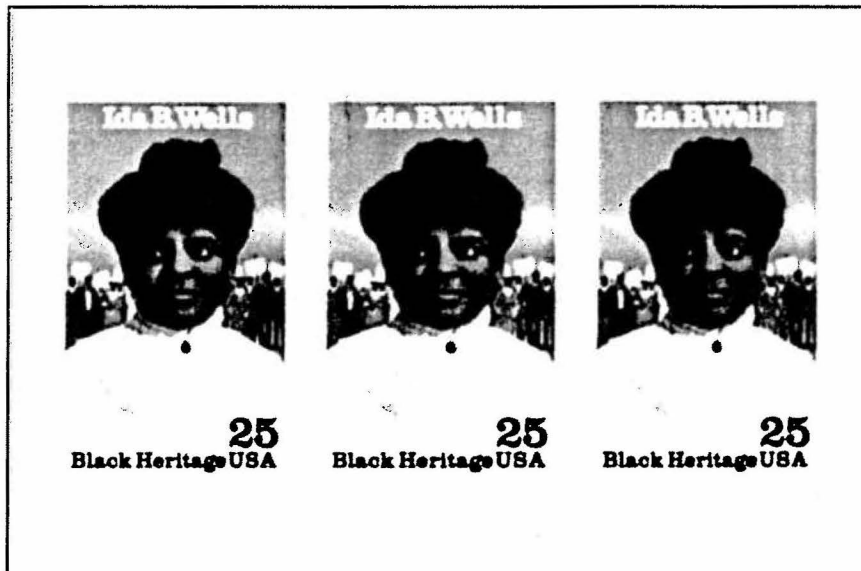 Ida B. Wells Ida B. Wells Ida B. Wells
25 25 25
Black Heritage USA Black Heritage USA Black Heritage USA